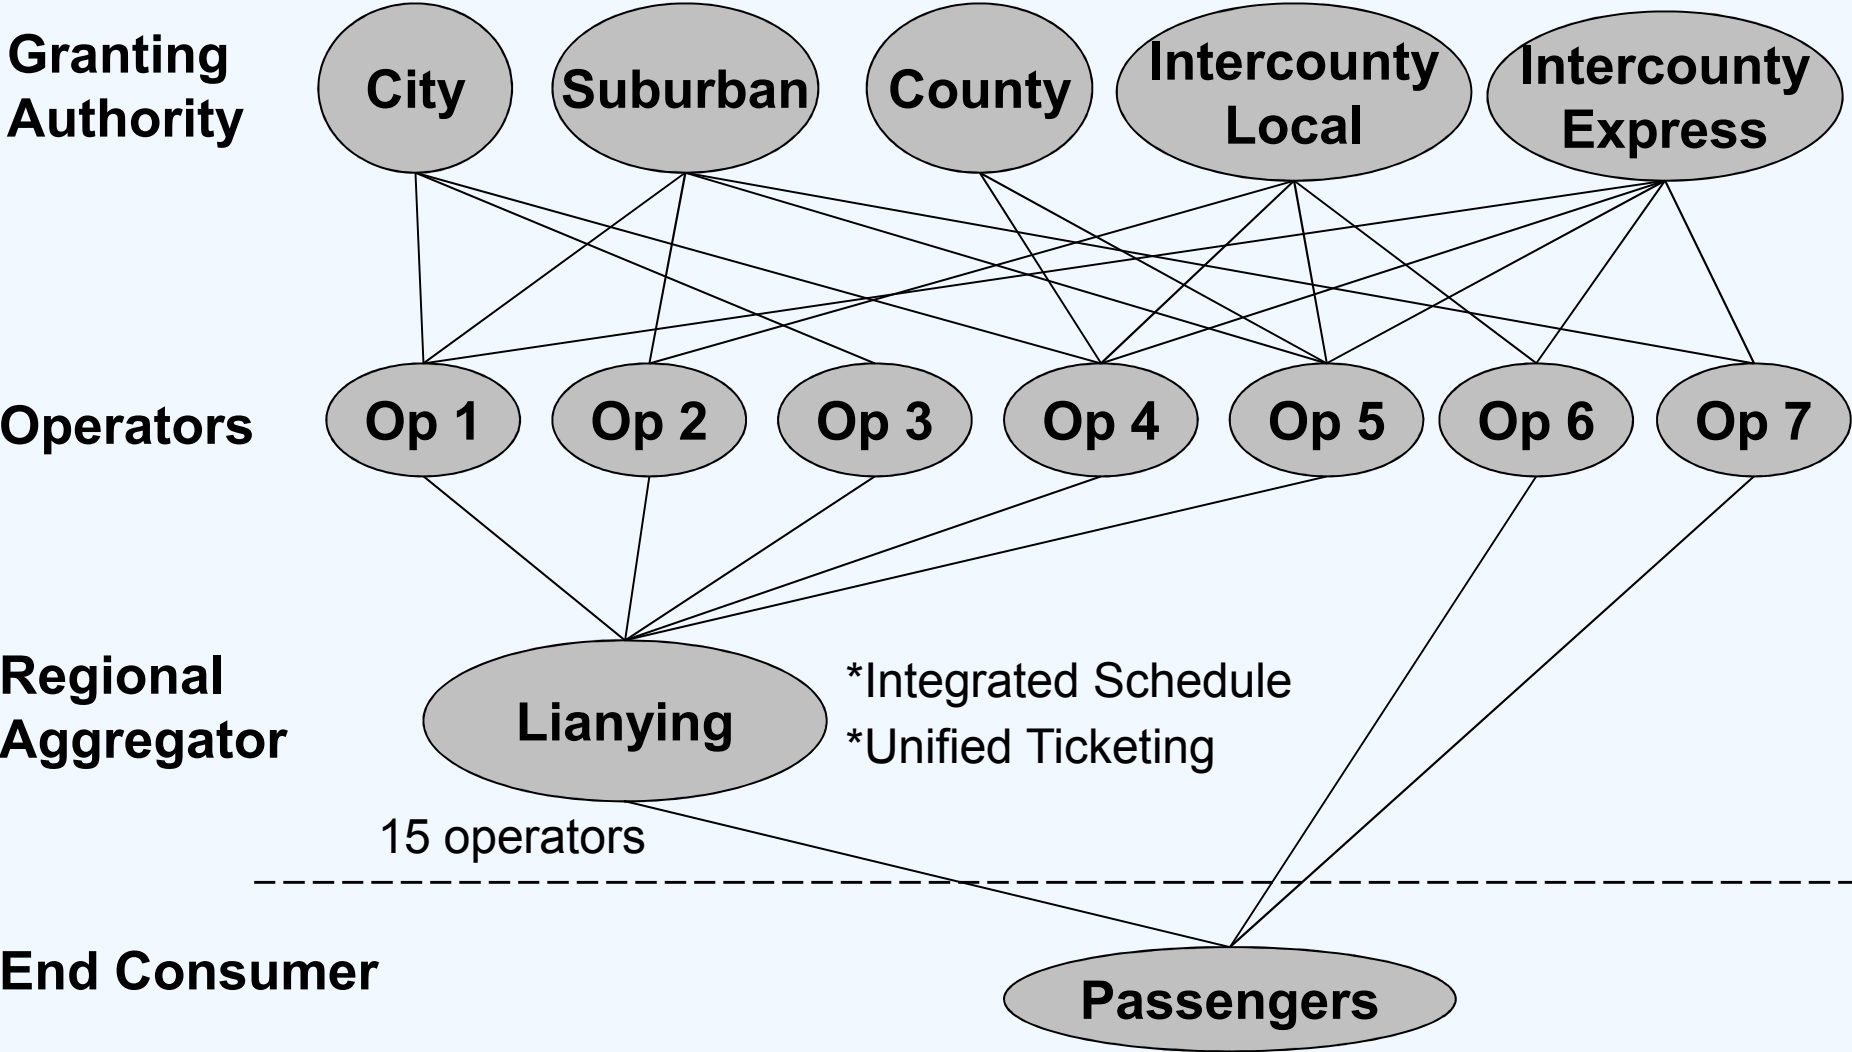 Granting
Authority
City
Suburban
County
Intercounty
Local
Intercounty
Express
Operators
Op 1
Op 2
Op 3
Op 4
Op 5
Op 6
Op 7
Regional
Aggregator
Lianying
*Integrated Schedule
*Unified Ticketing
15 operators
End Consumer
Passengers